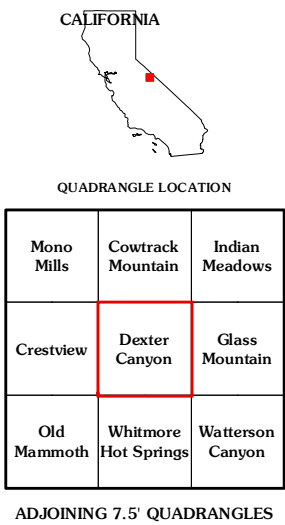 CALIFORNIA
QUADRANGLE LOCATION
Mono
Mills
Cowtrack
Mountain
Indian
Meadows
Crestview
Dexter
Canyon
Glass
Mountain
Old
Mammoth
Whitmore
Hot Springs
Watterson
Canyon
ADJOINING 7.5' QUADRANGLES